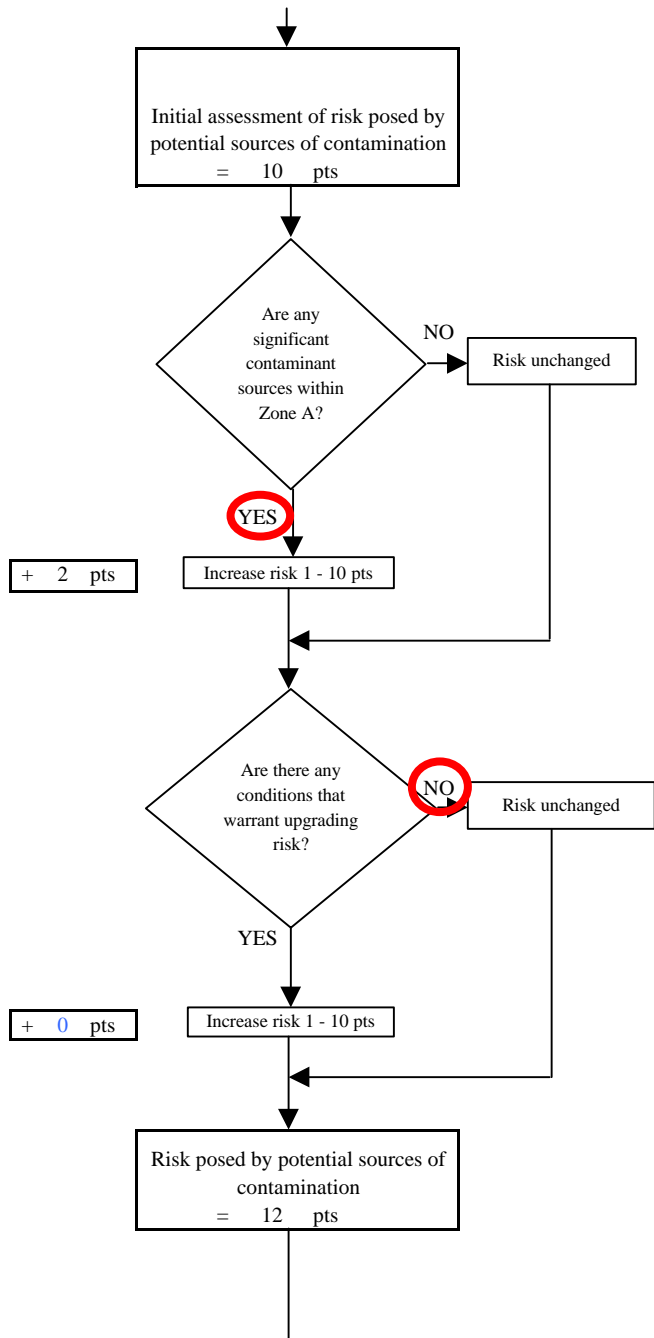 Initial assessment of risk posed by
potential sources of contamination
= 10 pts
Are any
significant
contaminant
sources within
Zone A?
NO
Risk unchanged
YES
+ 2 pts
Increase risk 1 - 10 pts
Are there any
conditions that
warrant upgrading
risk?
NO
Risk unchanged
YES
+ 0 pts
Increase risk 1 - 10 pts
Risk posed by potential sources of
contamination
= 12 pts